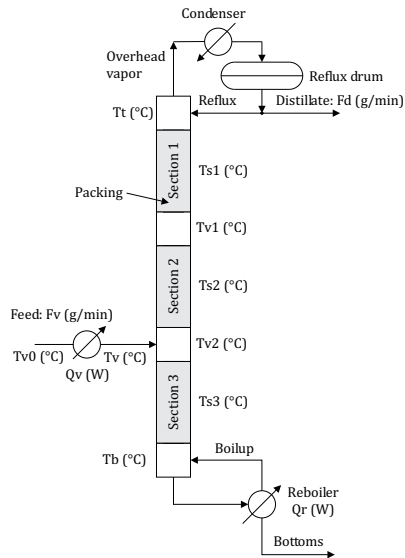 Condenser
Overhead
vapor
Reflux drum
Tt (°C)
Reflux
Distillate: Fd (g/min)
Section 1
Ts1 (°C)
Packing
Tv1 (°C)
Section 2
Ts2 (°C)
Feed: Fv (g/min)
Tv0 (°C)
Tv (°C)
Tv2 (°C)
Qv (W)
Section 3
Ts3 (°C)
Boilup
Tb (°C)
Reboiler
Qr (W)
Bottoms